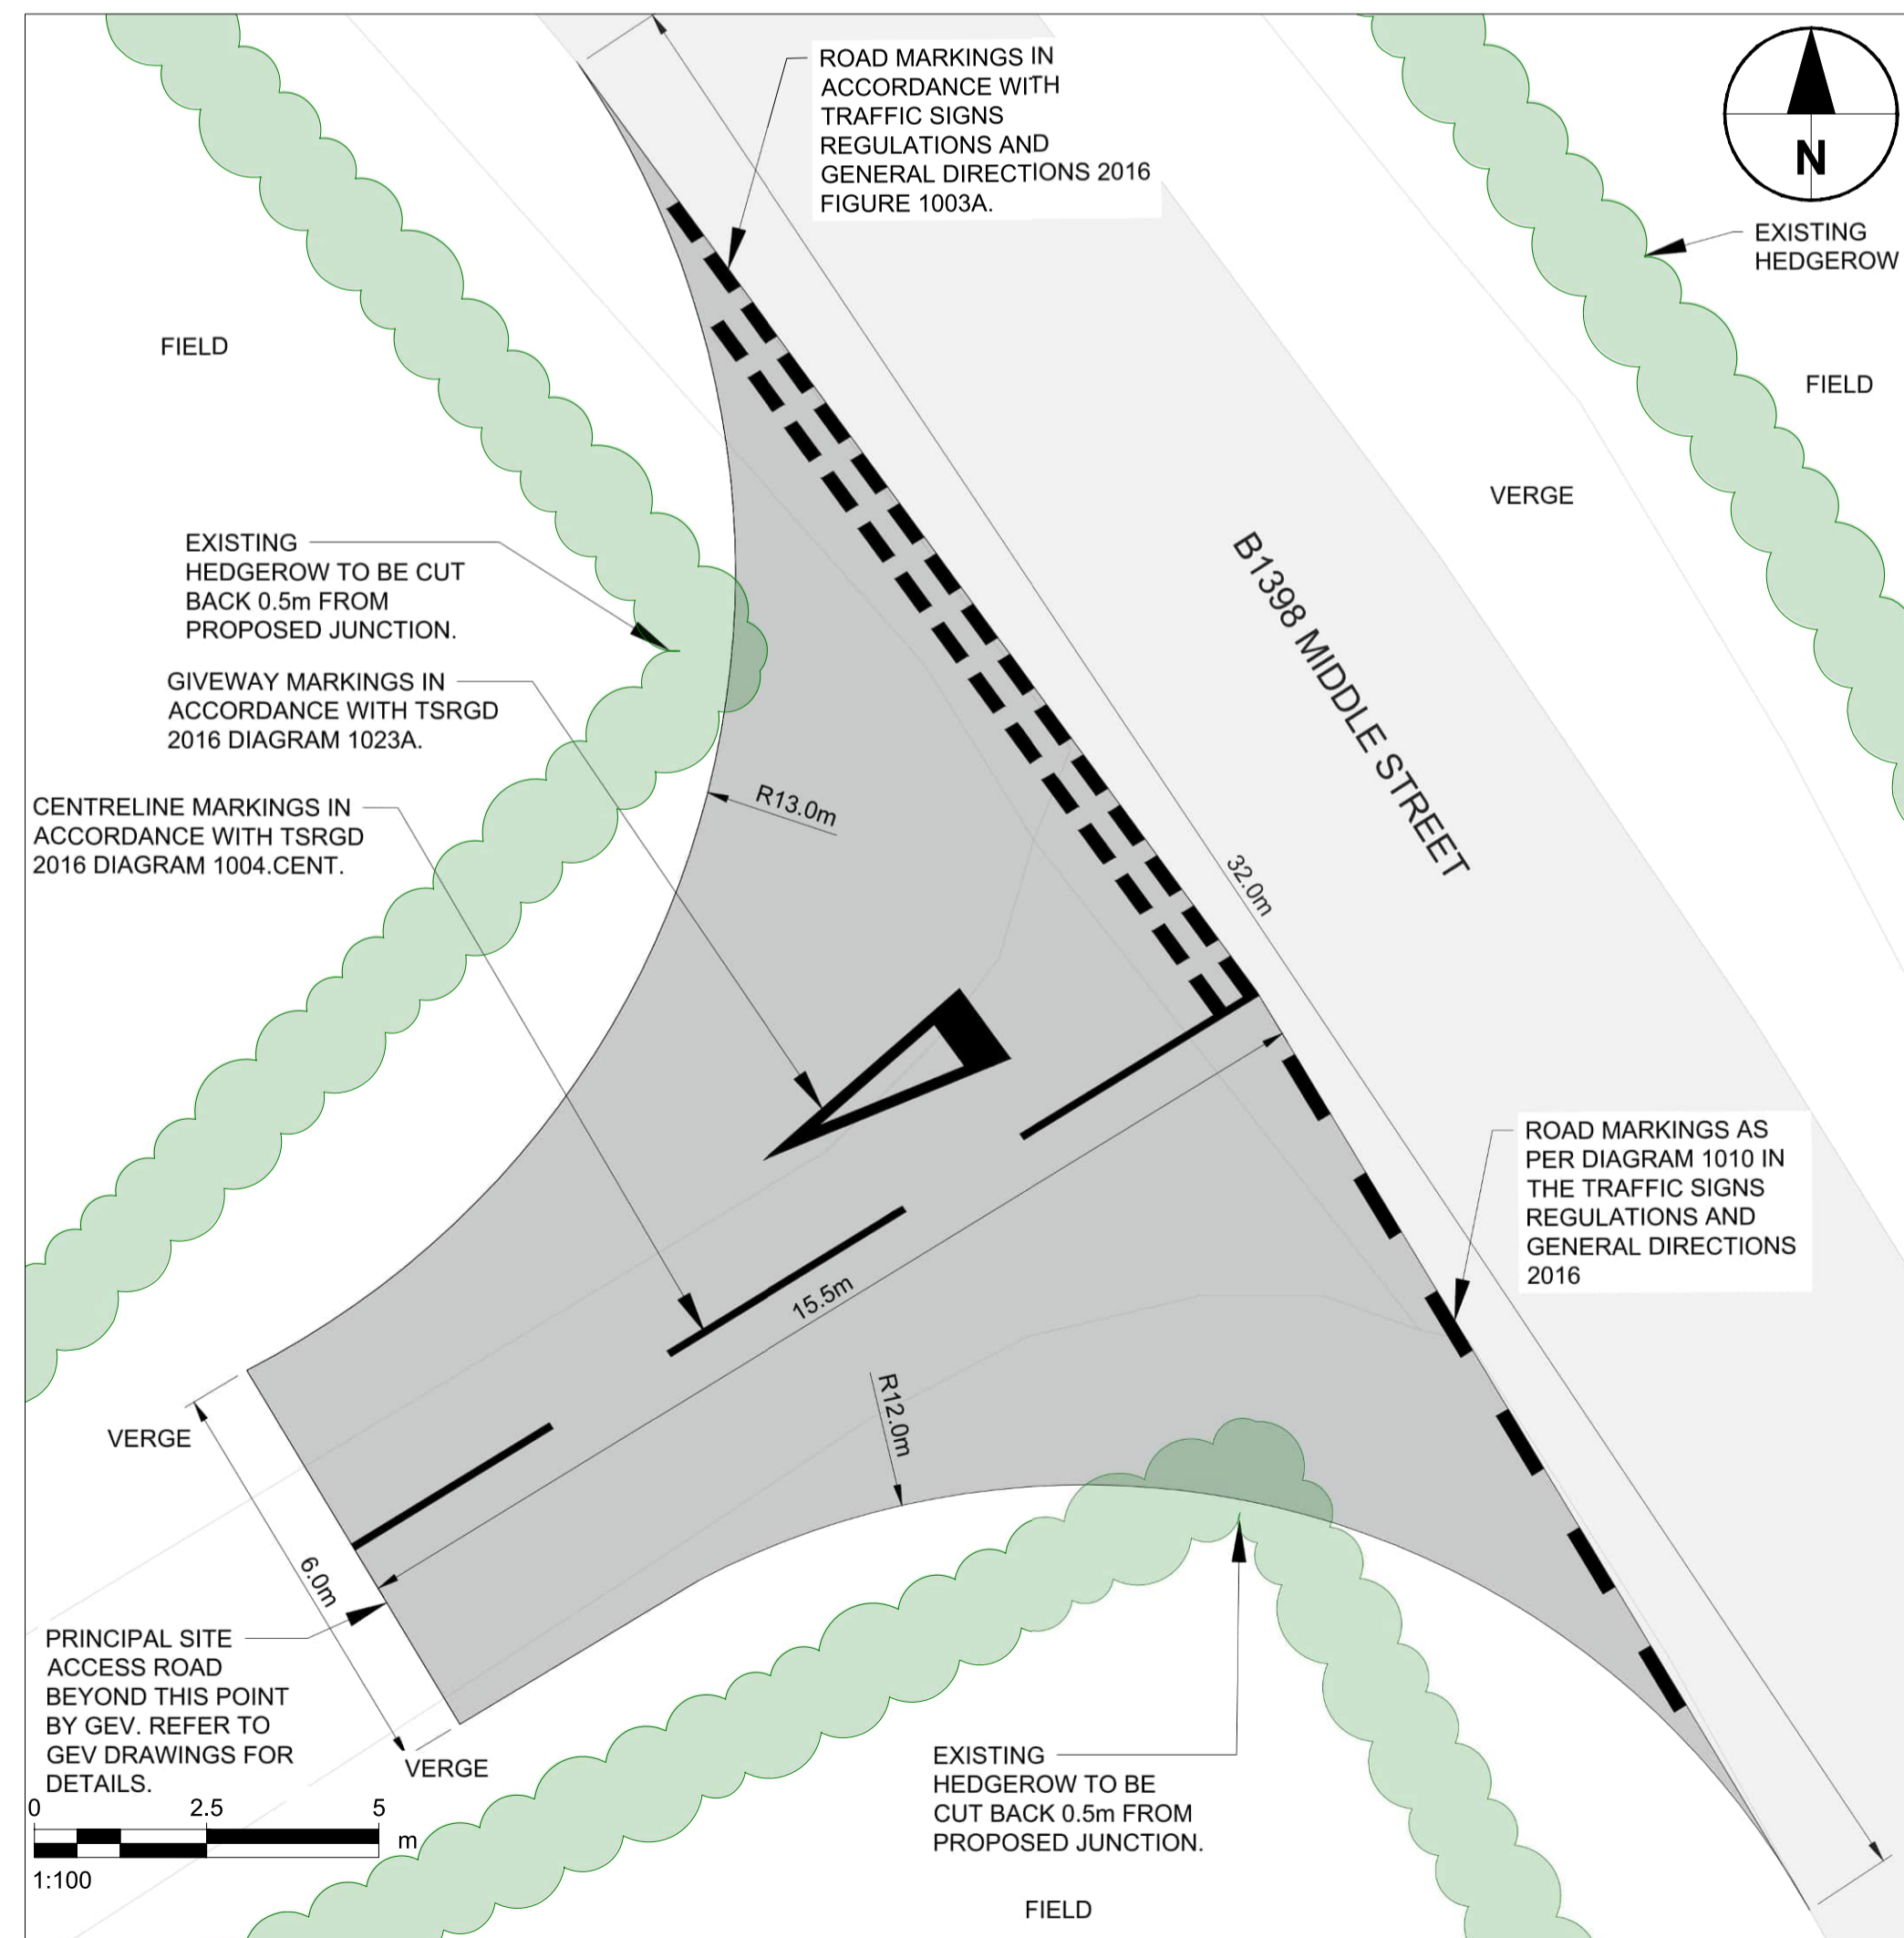 ROAD MARKINGS IN
ACCORDANCE WITH
TRAFFIC SIGNS
REGULATIONS AND
GENERAL DIRECTIONS 2016
FIGURE 1003A.
N
EXISTING
HEDGEROW
FIELD
FIELD
VERGE
B1398 MIDDLE STREET
EXISTING
HEDGEROW TO BE CUT
BACK 0.5m FROM
PROPOSED JUNCTION.
GIVEWAY MARKINGS IN
ACCORDANCE WITH TSRGD
2016 DIAGRAM 1023A.
CENTRELINE MARKINGS IN
ACCORDANCE WITH TSRGD
2016 DIAGRAM 1004.CENT.
R13.0m
32.0m
ROAD MARKINGS AS
PER DIAGRAM 1010 IN
THE TRAFFIC SIGNS
REGULATIONS AND
GENERAL DIRECTIONS
2016
15.5m
R12.0m
VERGE
6.0m
PRINCIPAL SITE
ACCESS ROAD
BEYOND THIS POINT
BY GEV. REFER TO
GEV DRAWINGS FOR
DETAILS.
VERGE
EXISTING
HEDGEROW TO BE
CUT BACK 0.5m FROM
PROPOSED JUNCTION.
0 2.5 5
m
1:100
FIELD